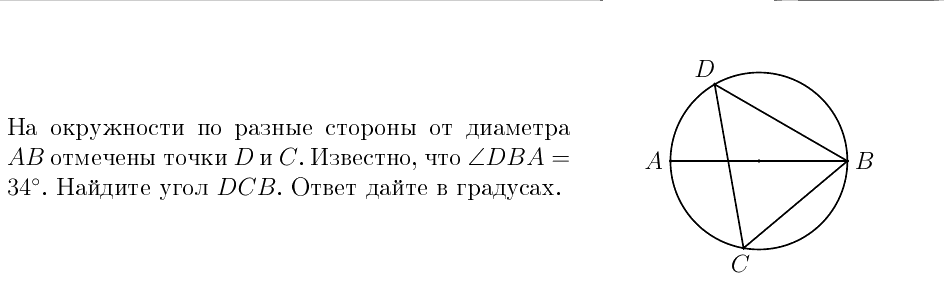 D
На окружности по разные стороны от диаметра
AB отмечены точки D и C. Известно, что ∠DBA =
34°. Найдите угол DCB. Ответ дайте в градусах.
A
B
C